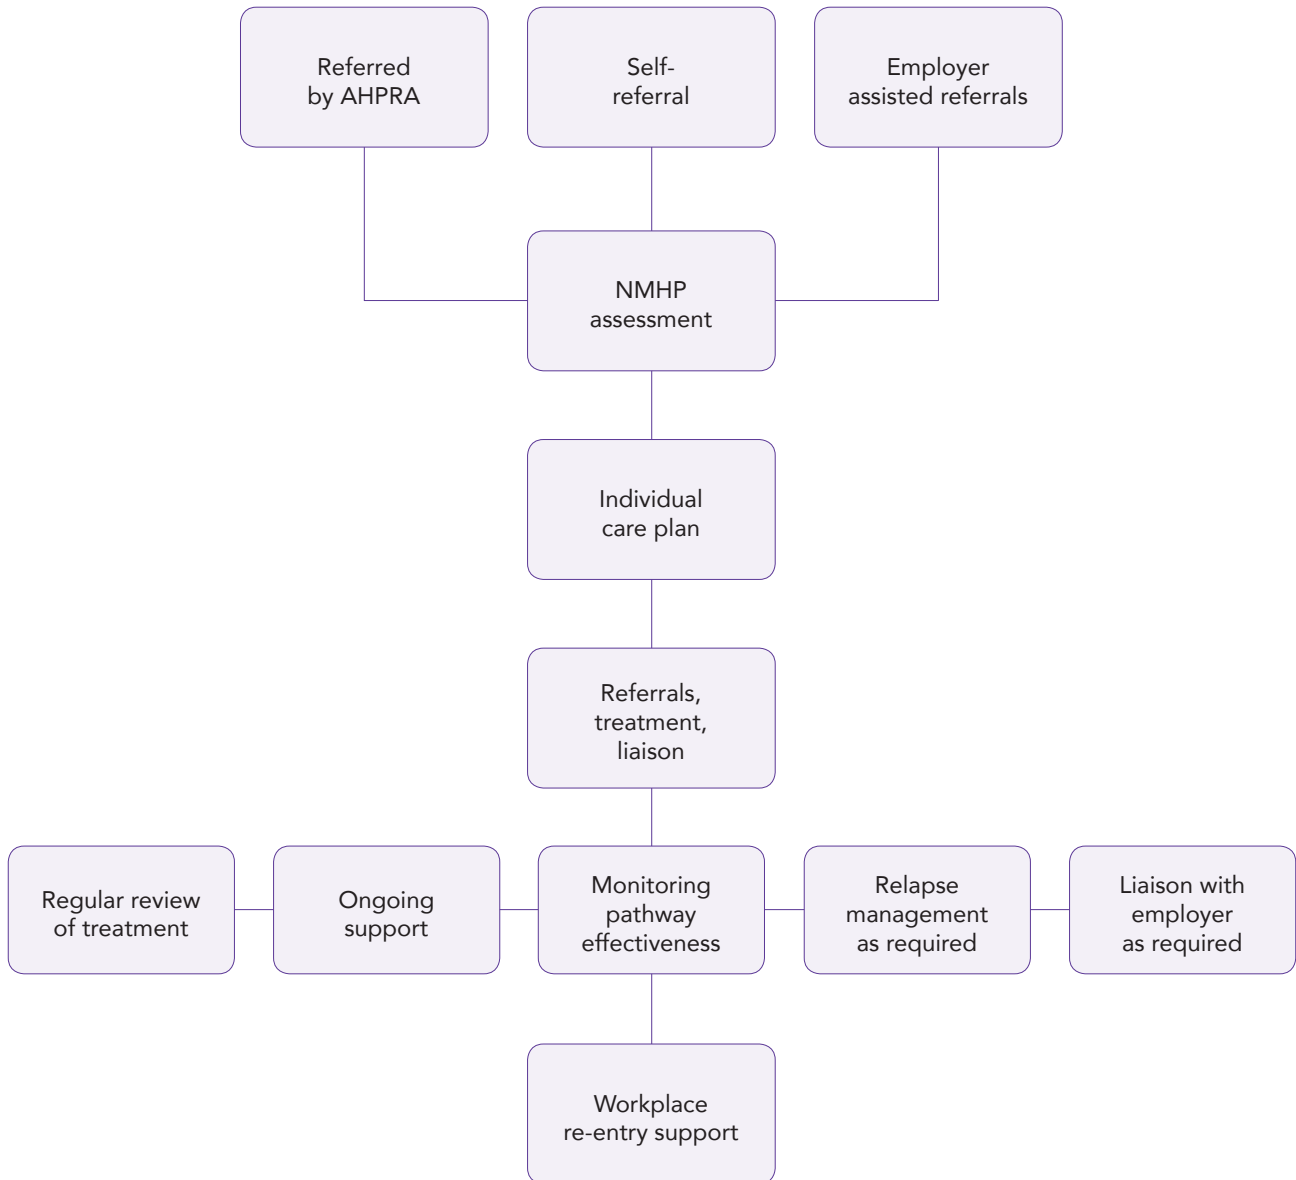 Referred
by AHPRA
Self-
referral
Employer
assisted referrals
NMHP
assessment
Individual
care plan
Referrals,
treatment,
liaison
Regular review
of treatment
Ongoing
support
Monitoring
pathway
effectiveness
Relapse
management
as required
Liaison with
employer
as required
Workplace
re-entry support